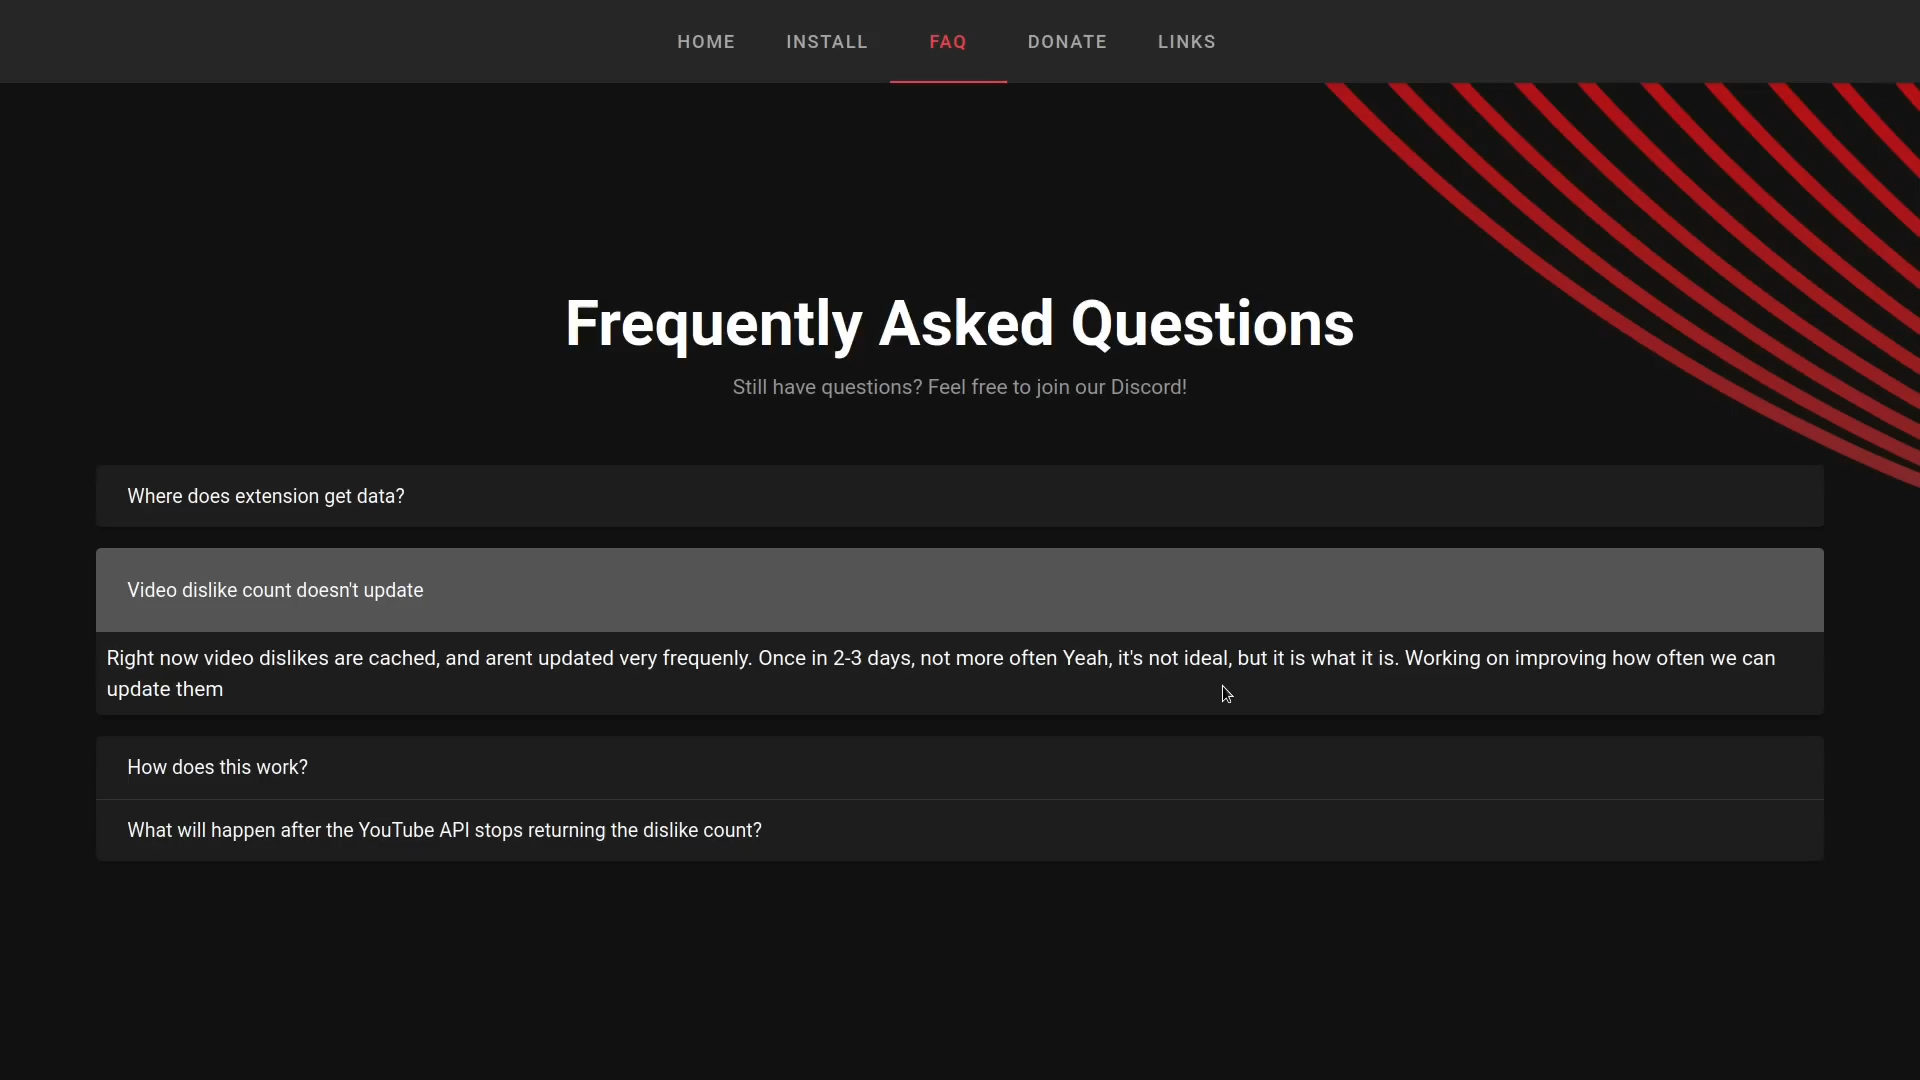 HOME INSTALL FAQ DONATE LINKS
Frequently Asked Questions
Still have questions? Feel free to join our Discord!
Where does extension get data?
Video dislike count doesn't update
Right now video dislikes are cached, and arent updated very frequenly. Once in 2-3 days, not more often Yeah, it's not ideal, but it is what it is. Working on improving how often we can
update them
How does this work?
What will happen after the YouTube API stops returning the dislike count?